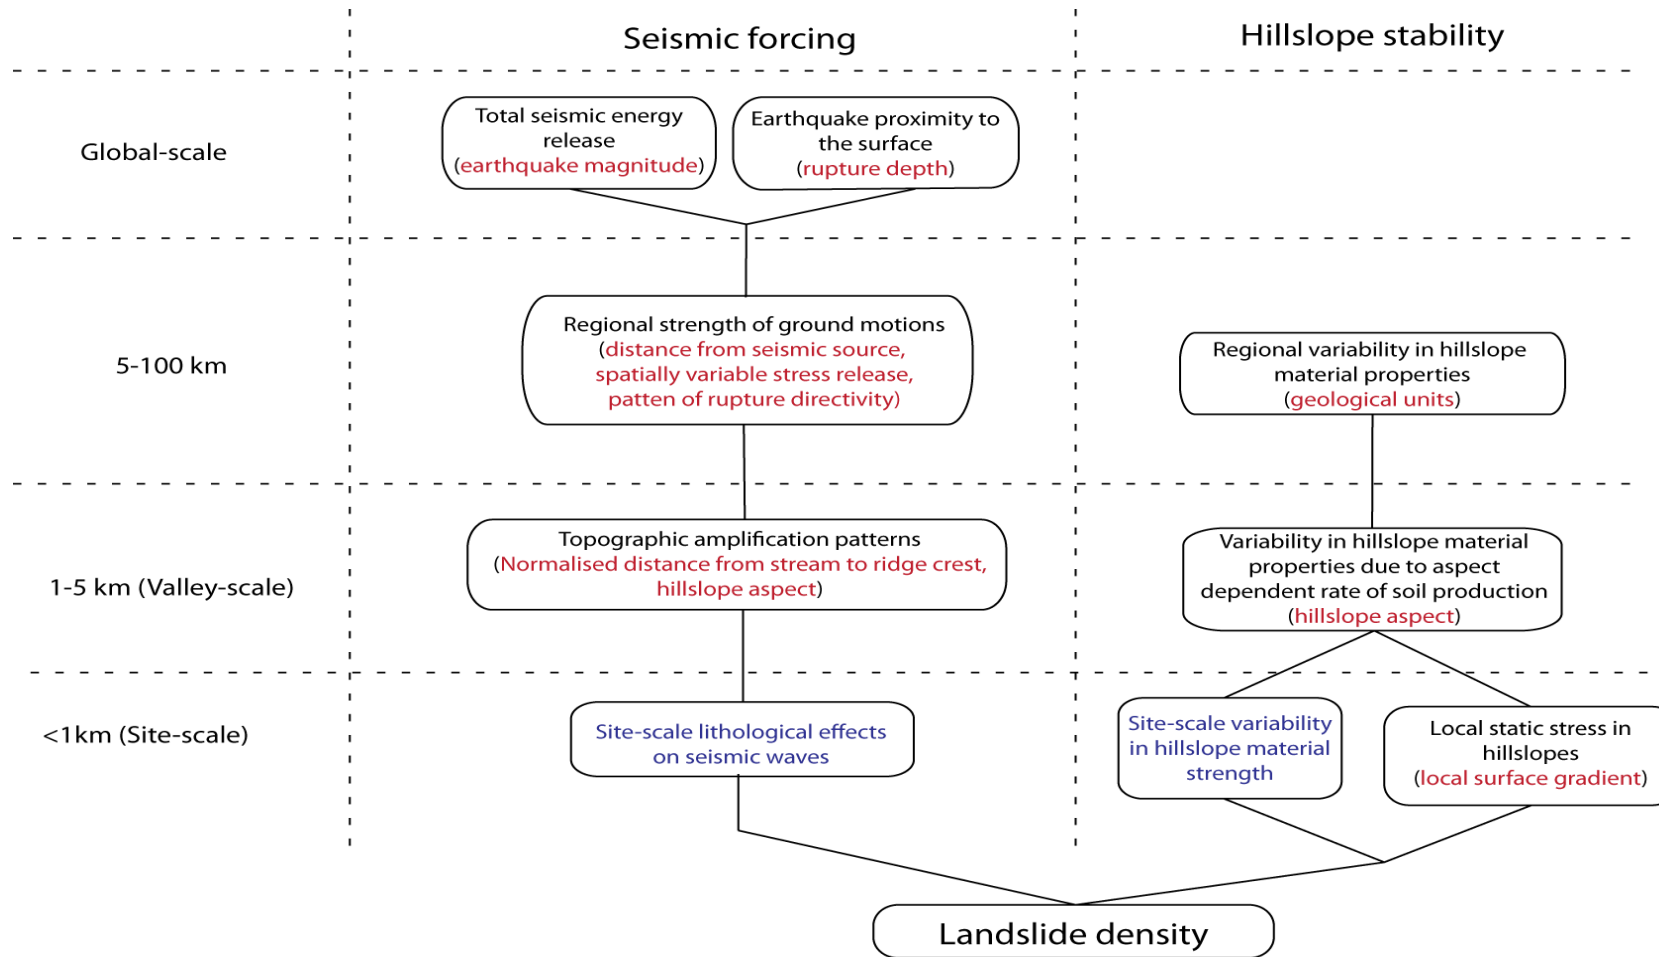 Seismic forcing
Hillslope stability
Global-scale
Total seismic energy
release
(earthquake magnitude)
Earthquake proximity to
the surface
(rupture depth)
5-100 km
Regional strength of ground motions
(distance from seismic source,
spatially variable stress release,
patten of rupture directivity)
Regional variability in hillslope
material properties
(geological units)
1-5 km (Valley-scale)
Topographic amplification patterns
(Normalised distance from stream to ridge crest,
hillslope aspect)
Variability in hillslope material
properties due to aspect
dependent rate of soil production
(hillslope aspect)
<1km (Site-scale)
Site-scale lithological effects
on seismic waves
Site-scale variability
in hillslope material
strength
Local static stress in
hillslopes
(local surface gradient)
Landslide density